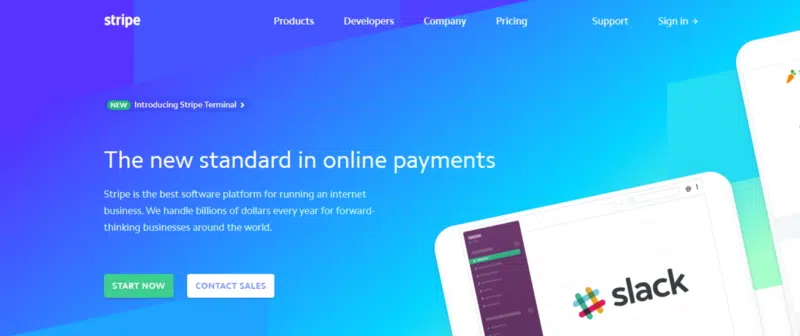 stripe
Products Developers Company Pricing Support Sign in →
NEW Introducing Stripe Terminal >
The new standard in online payments
Stripe is the best software platform for running an internet
business. We handle billions of dollars every year for forward-
thinking businesses around the world.
START NOW CONTACT SALES
slack